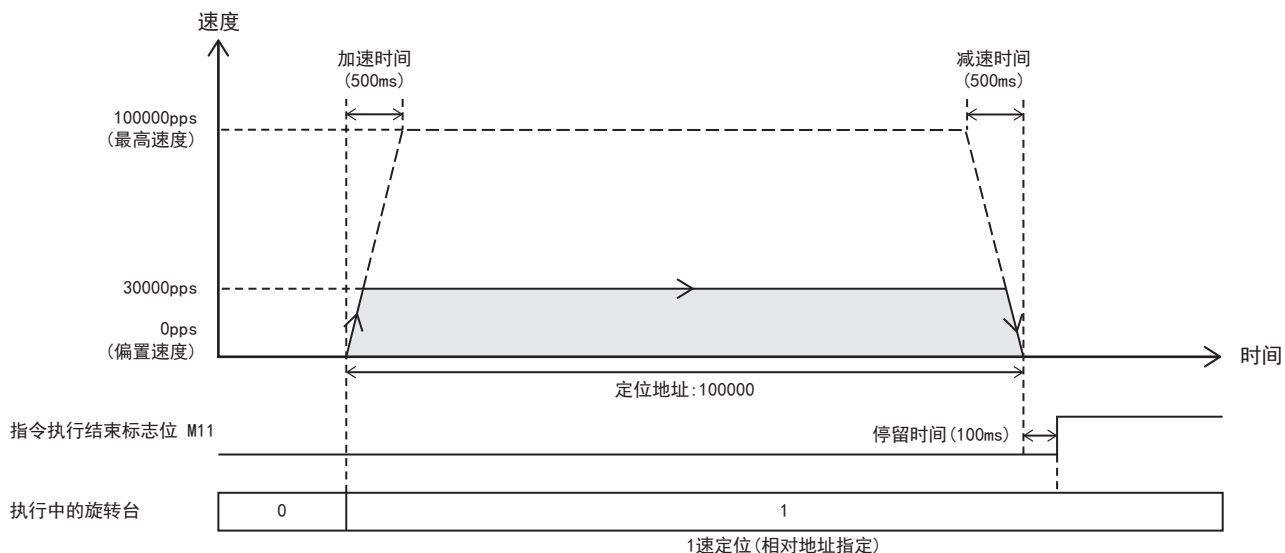 速度
加速时间
(500ms)
减速时间
(500ms)
100000pps
(最高速度)
30000pps
0pps
(偏置速度)
时间
定位地址:100000
指令执行结束标志位 M11
停留时间(100ms)
执行中的旋转台
0
1
1速定位(相对地址指定)